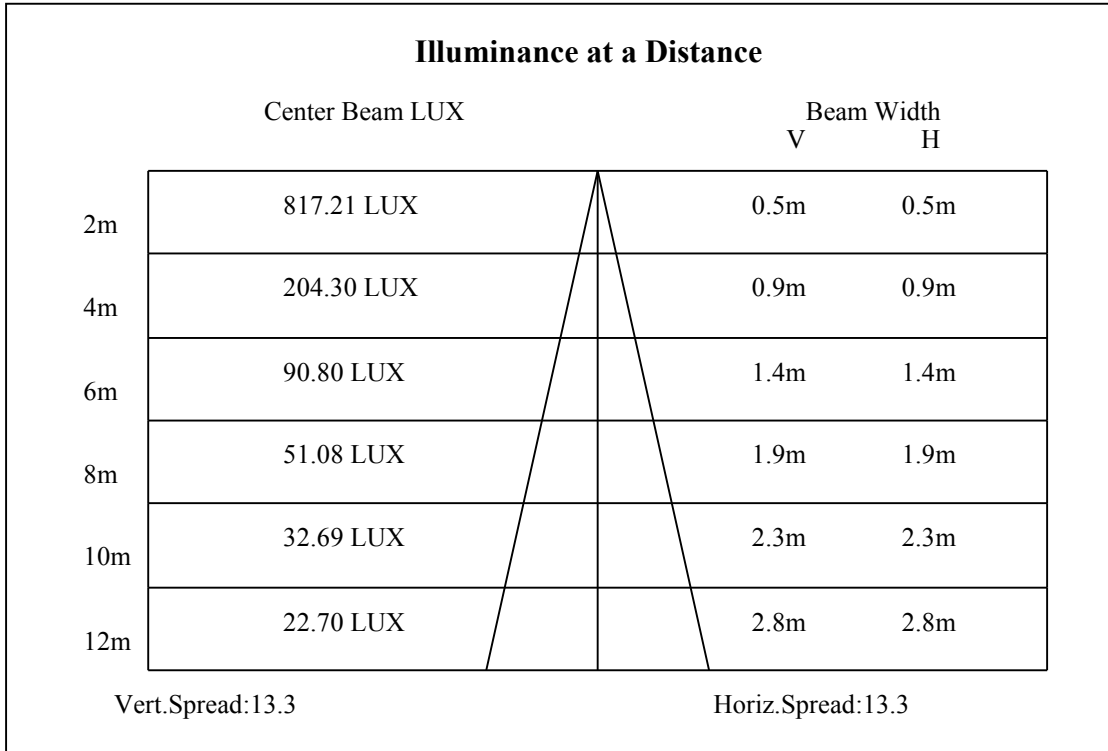 Illuminance at a Distance
Center Beam LUX Beam Width
V H
2m 817.21 LUX 0.5m 0.5m
4m 204.30 LUX 0.9m 0.9m
6m 90.80 LUX 1.4m 1.4m
8m 51.08 LUX 1.9m 1.9m
10m 32.69 LUX 2.3m 2.3m
12m 22.70 LUX 2.8m 2.8m
Vert.Spread:13.3 Horiz.Spread:13.3